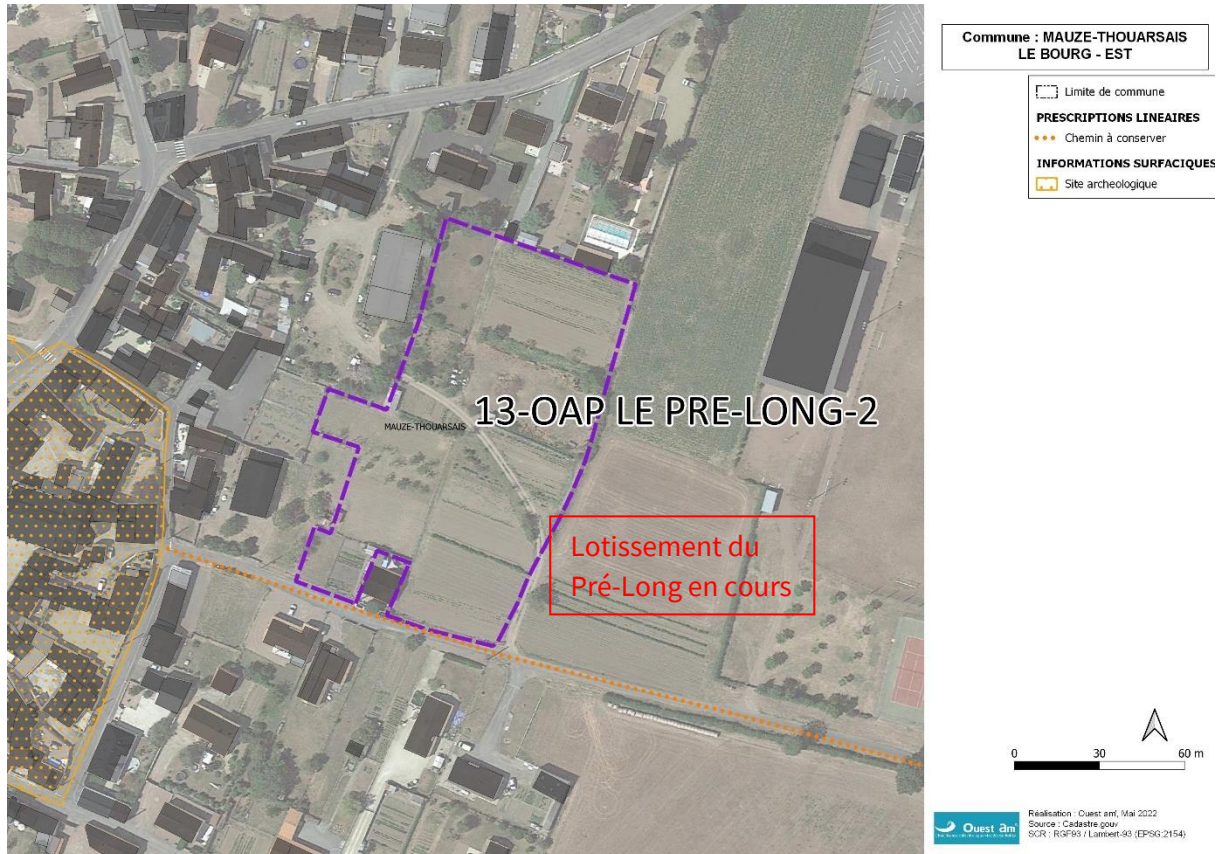 Commune : MAUZE-THOUARSAIS
LE BOURG - EST
Limite de commune
PRESCRIPTIONS LINEAIRES
Chemin à conserver
INFORMATIONS SURFACIQUES
Site archeologique
13-OAP LE PRE-LONG-2
MAUZE-THOUARSAIS
Lotissement du
Pré-Long en cours
0 30 60 m
Ouest am'
Réalisation : Ouest am', Mai 2022
Source : Cadastre.gouv
SCR : RGF93 / Lambert-93 (EPSG:2154)